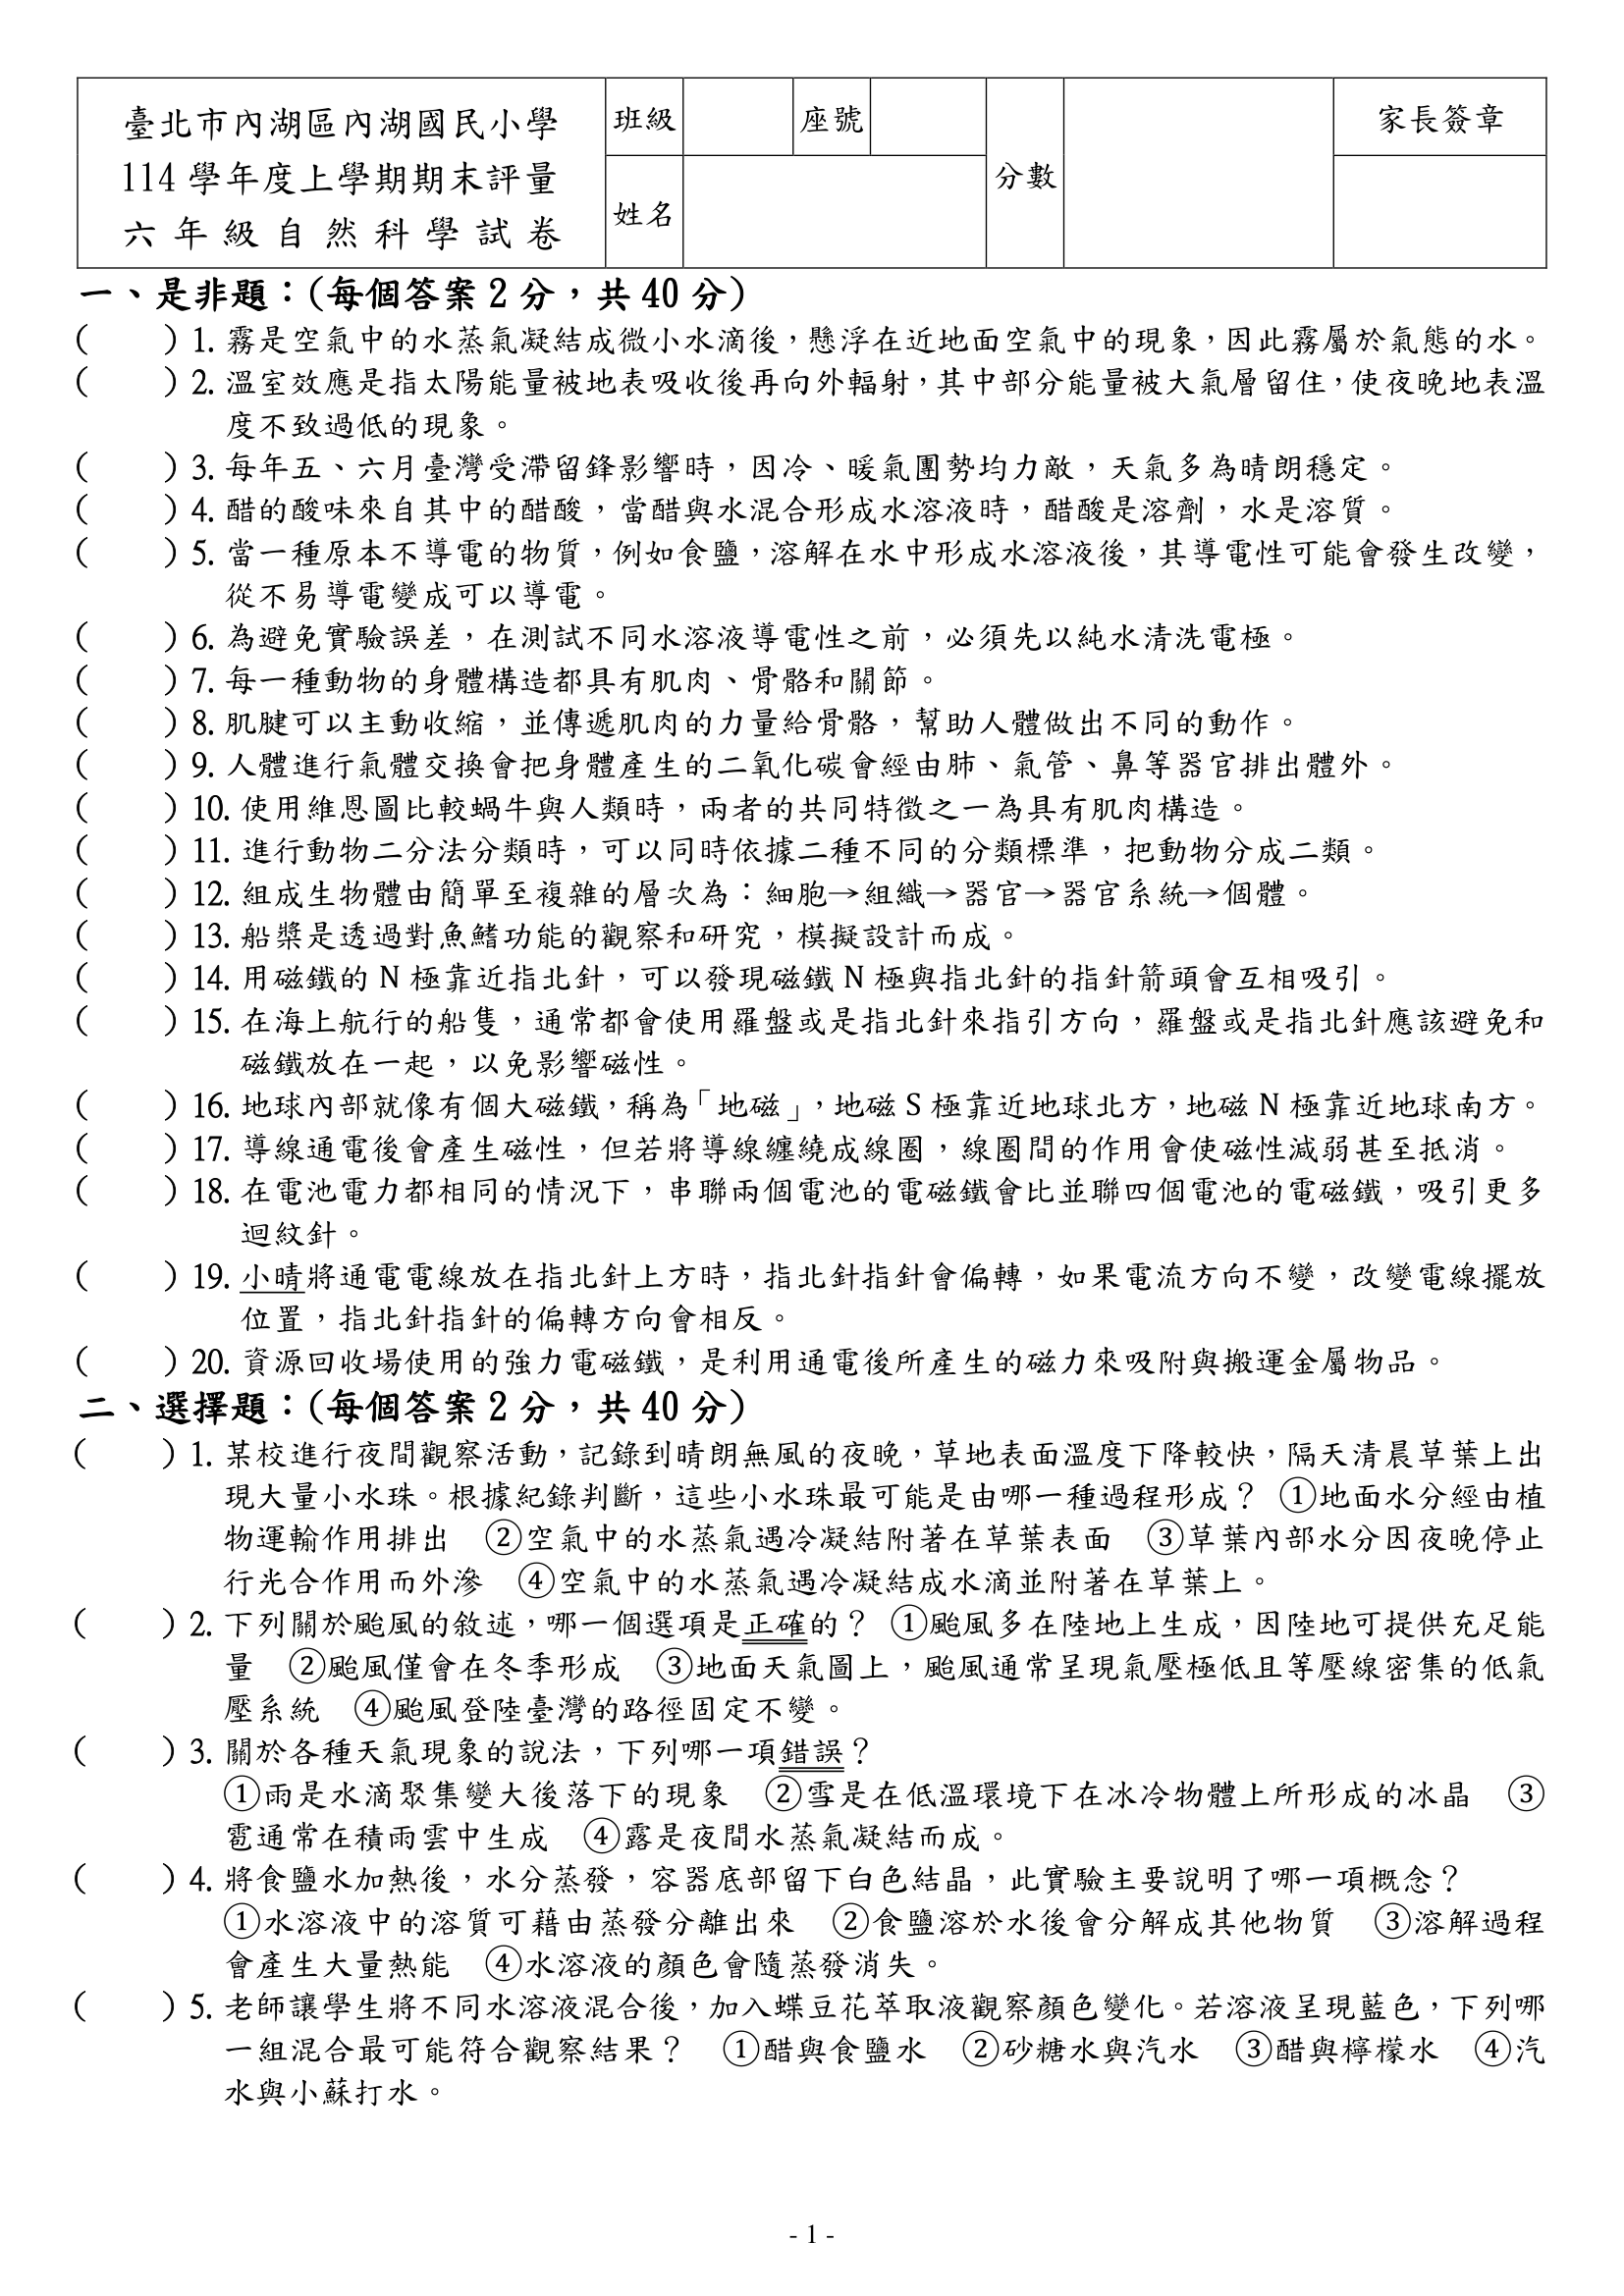 臺北市內湖區內湖國民小學
114 學年度上學期期末評量
六年級自然科學試卷
班級
座號
姓名
分數
家長簽章
一、是非題：(每個答案 2 分，共 40 分)
(　　) 1. 霧是空氣中的水蒸氣凝結成微小水滴後，懸浮在近地面空氣中的現象，因此霧屬於氣態的水。
(　　) 2. 溫室效應是指太陽能量被地表吸收後再向外輻射，其中部分能量被大氣層留住，使夜晚地表溫
度不致過低的現象。
(　　) 3. 每年五、六月臺灣受滯留鋒影響時，因冷、暖氣團勢均力敵，天氣多為晴朗穩定。
(　　) 4. 醋的酸味來自其中的醋酸，當醋與水混合形成水溶液時，醋酸是溶劑，水是溶質。
(　　) 5. 當一種原本不導電的物質，例如食鹽，溶解在水中形成水溶液後，其導電性可能會發生改變，
從不易導電變成可以導電。
(　　) 6. 為避免實驗誤差，在測試不同水溶液導電性之前，必須先以純水清洗電極。
(　　) 7. 每一種動物的身體構造都具有肌肉、骨骼和關節。
(　　) 8. 肌腱可以主動收縮，並傳遞肌肉的力量給骨骼，幫助人體做出不同的動作。
(　　) 9. 人體進行氣體交換會把身體產生的二氧化碳會經由肺、氣管、鼻等器官排出體外。
(　　) 10. 使用維恩圖比較蝸牛與人類時，兩者的共同特徵之一為具有肌肉構造。
(　　) 11. 進行動物二分法分類時，可以同時依據二種不同的分類標準，把動物分成二類。
(　　) 12. 組成生物體由簡單至複雜的層次為：細胞→組織→器官→器官系統→個體。
(　　) 13. 船槳是透過對魚鰭功能的觀察和研究，模擬設計而成。
(　　) 14. 用磁鐵的 N 極靠近指北針，可以發現磁鐵 N 極與指北針的指針箭頭會互相吸引。
(　　) 15. 在海上航行的船隻，通常都會使用羅盤或是指北針來指引方向，羅盤或是指北針應該避免和
磁鐵放在一起，以免影響磁性。
(　　) 16. 地球內部就像有個大磁鐵，稱為「地磁」，地磁 S 極靠近地球北方，地磁 N 極靠近地球南方。
(　　) 17. 導線通電後會產生磁性，但若將導線纏繞成線圈，線圈間的作用會使磁性減弱甚至抵消。
(　　) 18. 在電池電力都相同的情況下，串聯兩個電池的電磁鐵會比並聯四個電池的電磁鐵，吸引更多
迴紋針。
(　　) 19. 小晴將通電電線放在指北針上方時，指北針指針會偏轉，如果電流方向不變，改變電線擺放
位置，指北針指針的偏轉方向會相反。
(　　) 20. 資源回收場使用的強力電磁鐵，是利用通電後所產生的磁力來吸附與搬運金屬物品。
二、選擇題：(每個答案 2 分，共 40 分)
(　　) 1. 某校進行夜間觀察活動，記錄到晴朗無風的夜晚，草地表面溫度下降較快，隔天清晨草葉上出
現大量小水珠。根據紀錄判斷，這些小水珠最可能是由哪一種過程形成？ ①地面水分經由植
物運輸作用排出　②空氣中的水蒸氣遇冷凝結附著在草葉表面　③草葉內部水分因夜晚停止
行光合作用而外滲　④空氣中的水蒸氣遇冷凝結成水滴並附著在草葉上。
(　　) 2. 下列關於颱風的敘述，哪一個選項是正確的？ ①颱風多在陸地上生成，因陸地可提供充足能
量　②颱風僅會在冬季形成　③地面天氣圖上，颱風通常呈現氣壓極低且等壓線密集的低氣
壓系統　④颱風登陸臺灣的路徑固定不變。
(　　) 3. 關於各種天氣現象的說法，下列哪一項錯誤？
①雨是水滴聚集變大後落下的現象　②雪是在低溫環境下在冰冷物體上所形成的冰晶　③
雹通常在積雨雲中生成　④露是夜間水蒸氣凝結而成。
(　　) 4. 將食鹽水加熱後，水分蒸發，容器底部留下白色結晶，此實驗主要說明了哪一項概念？
①水溶液中的溶質可藉由蒸發分離出來　②食鹽溶於水後會分解成其他物質　③溶解過程
會產生大量熱能　④水溶液的顏色會隨蒸發消失。
(　　) 5. 老師讓學生將不同水溶液混合後，加入蝶豆花萃取液觀察顏色變化。若溶液呈現藍色，下列哪
一組混合最可能符合觀察結果？　①醋與食鹽水　②砂糖水與汽水　③醋與檸檬水　④汽
水與小蘇打水。
- 1 -